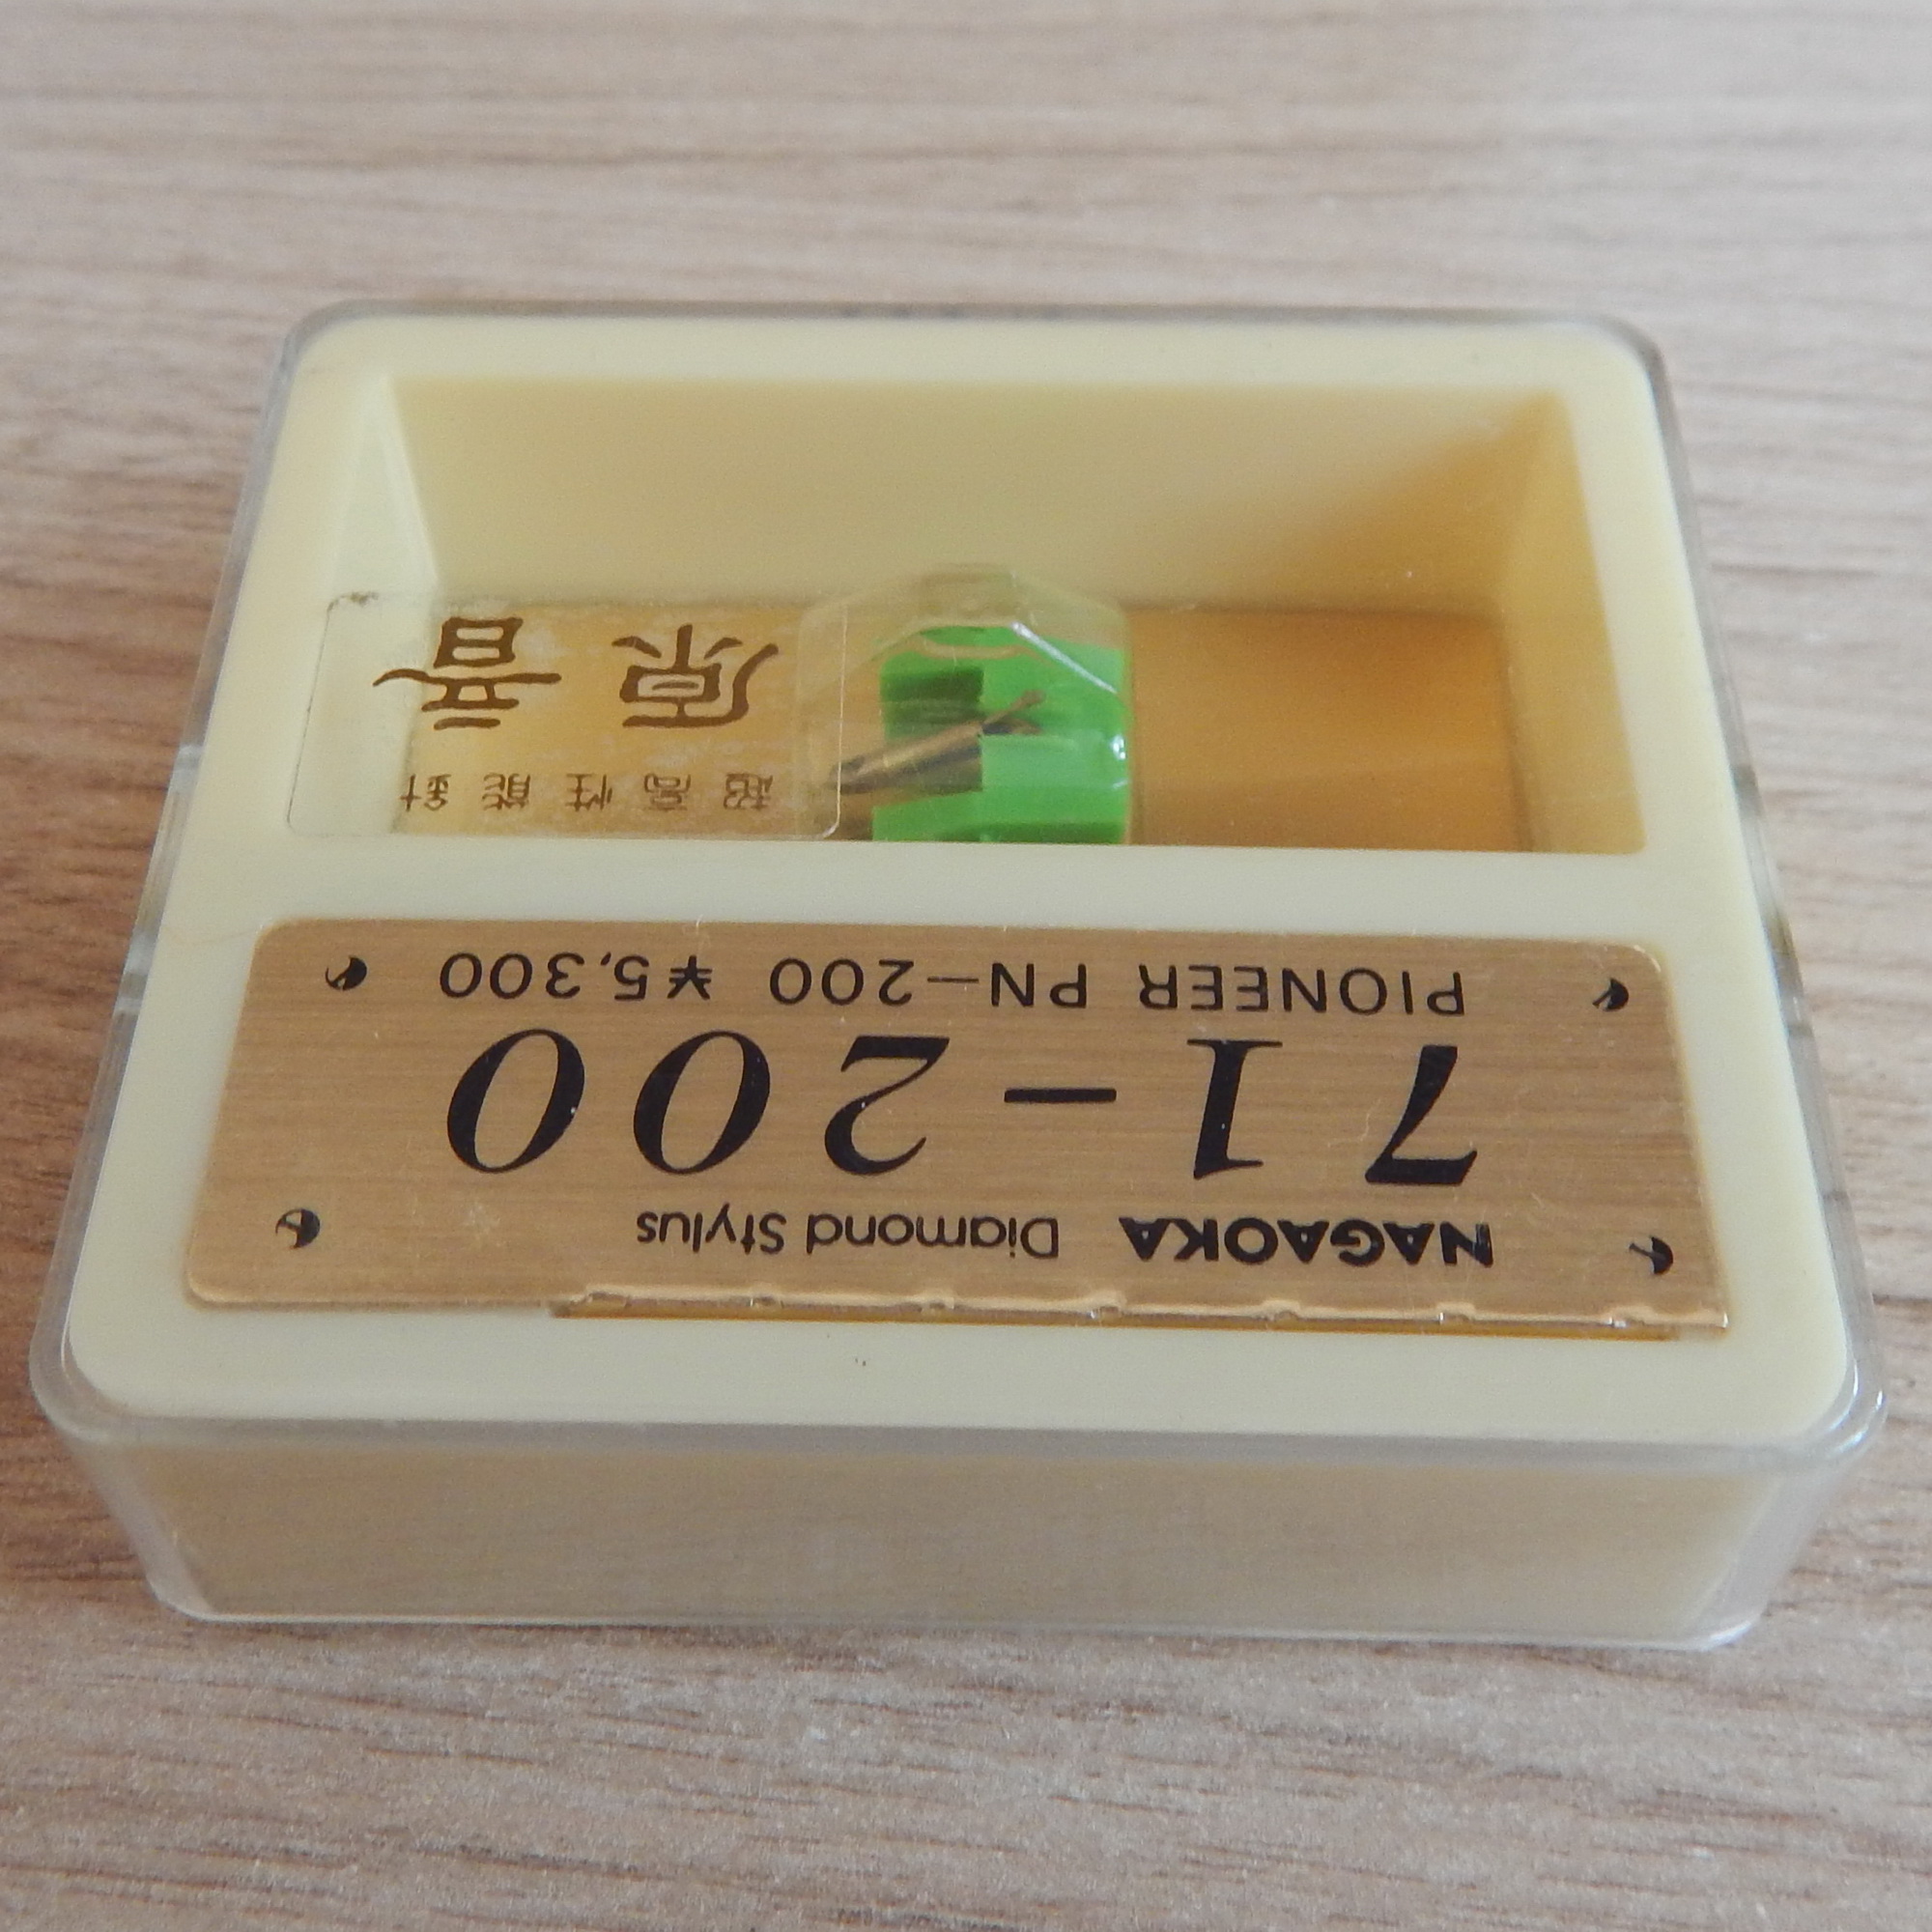 NAGAOKA Diamond Stylus
71-200
PIONEER PN-200 ¥5,300
超高性能針
原音